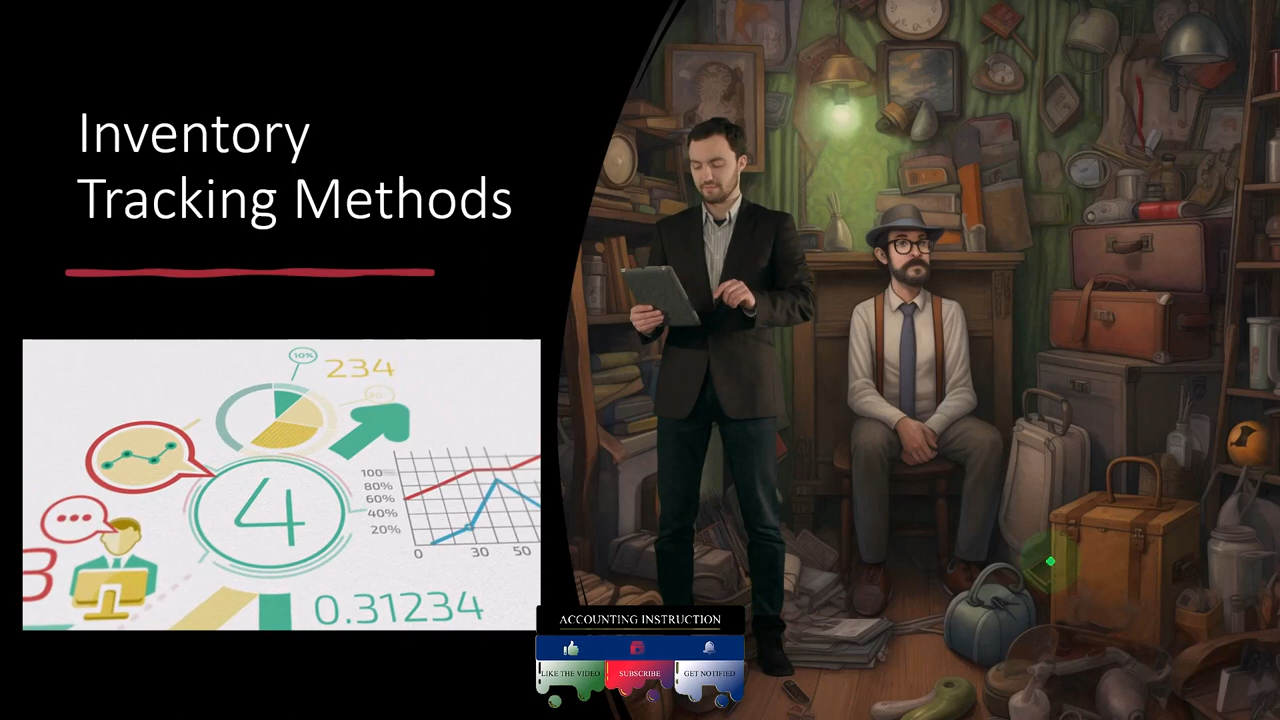 Inventory
Tracking Methods
10%
234
4
100
80%
60%
40%
20%
0
30
50
3
0.31234
ACCOUNTING INSTRUCTION
LIKE THE VIDEO
SUBSCRIBE
GET NOTIFIED